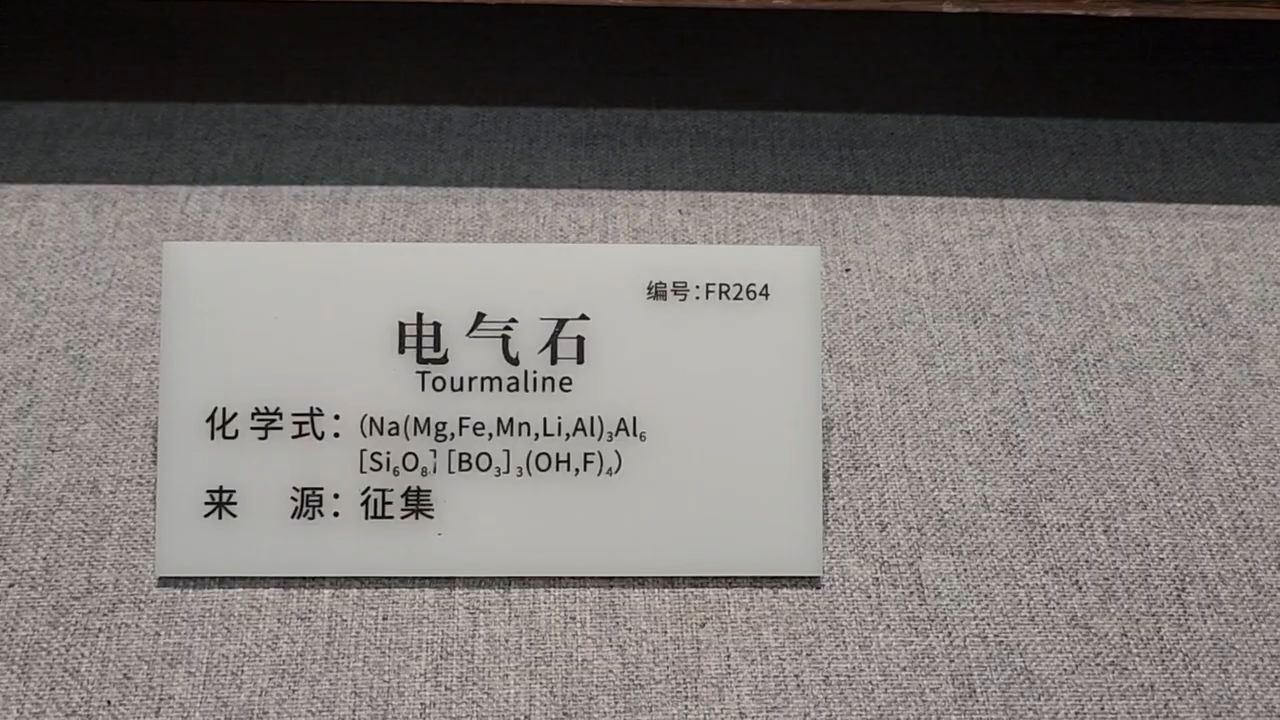 编号:FR264
电气石
Tourmaline
化学式：(Na(Mg,Fe,Mn,Li,Al)₃Al₆
[Si₆O₈][BO₃]₃(OH,F)₄)
来 源：征集